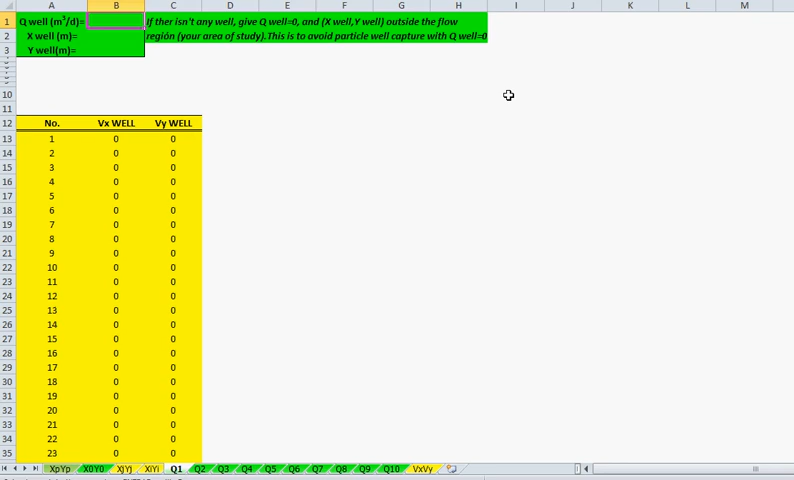 A B C D E F G H I J K L M
1 Q well (m³/d)= If ther isn't any well, give Q well=0, and (X well,Y well) outside the flow
2 X well (m)= región (your area of study).This is to avoid particle well capture with Q well=0
3 Y well(m)=
10
11
12 No. Vx WELL Vy WELL
13 1 0 0
14 2 0 0
15 3 0 0
16 4 0 0
17 5 0 0
18 6 0 0
19 7 0 0
20 8 0 0
21 9 0 0
22 10 0 0
23 11 0 0
24 12 0 0
25 13 0 0
26 14 0 0
27 15 0 0
28 16 0 0
29 17 0 0
30 18 0 0
31 19 0 0
32 20 0 0
33 21 0 0
34 22 0 0
35 23 0 0
XpYp X0Y0 XjYj XiYi Q1 Q2 Q3 Q4 Q5 Q6 Q7 Q8 Q9 Q10 VxVy